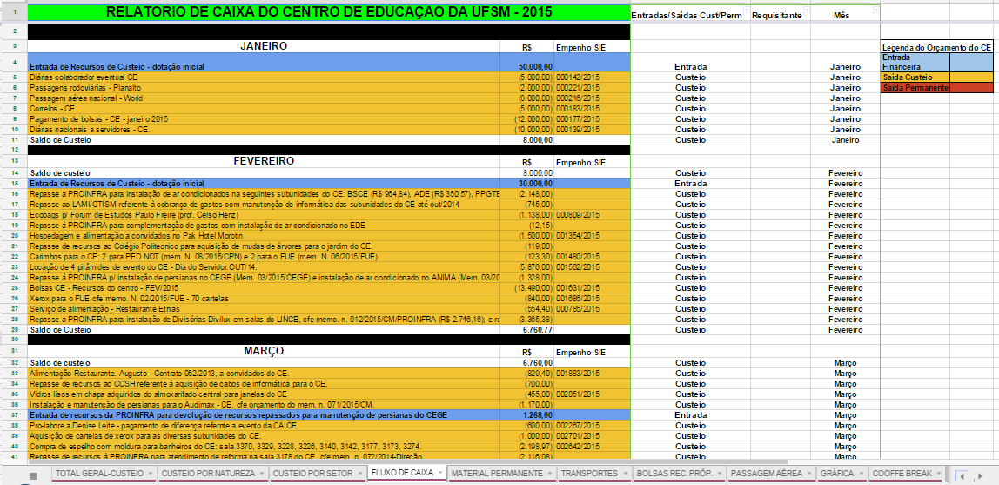 1 RELATORIO DE CAIXA DO CENTRO DE EDUCAÇAO DA UFSM - 2015 Entradas/Saídas Cust/Perm Requisitante Mês
2
3 JANEIRO R$ Empenho SIE Legenda do Orçamento do CE
4 Entrada de Recursos de Custeio - dotação inicial 50.000,00 Entrada Janeiro Entrada Financeira
5 Diárias colaborador eventual CE (5.000,00) 000142/2015 Custeio Janeiro Saída Custeio
6 Passagens rodoviárias - Planalto (2.000,00) 000221/2015 Custeio Janeiro Saída Permanente
7 Passagem aérea nacional - World (8.000,00) 000216/2015 Custeio Janeiro
8 Correios - CE (5.000,00) 000183/2015 Custeio Janeiro
9 Pagamento de bolsas - CE - janeiro 2015 (12.000,00) 000177/2015 Custeio Janeiro
10 Diárias nacionais a servidores - CE. (10.000,00) 000139/2015 Custeio Janeiro
11 Saldo de Custeio 8.000,00 Custeio Janeiro
12
13 FEVEREIRO R$ Empenho SIE
14 Saldo de custeio 8.000,00 Custeio Fevereiro
15 Entrada de Recursos de Custeio - dotação inicial 30.000,00 Entrada Fevereiro
16 Repasse a PROINFRA para instalação de ar condicionados na seguintes subunidades do CE: BSCE (R$ 964,84), ADE (R$ 350,57), PPGTE (2.148,00) Custeio Fevereiro
17 Repasse ao LAMI/CTISM referente à cobrança de gastos com manutenção de informática das subunidades do CE até out/2014 (745,00) Custeio Fevereiro
18 Ecobags p/ Forum de Estudos Paulo Freire (prof. Celso Henz) (1.138,00) 000809/2015 Custeio Fevereiro
19 Repasse á PROINFRA para complementação de gastos com instalação de ar condicionado no EDE (12,15) Custeio Fevereiro
20 Hospedagem e alimentação a convidados no Pak Hotel Morotin (1.500,00) 001354/2015 Custeio Fevereiro
21 Repasse de recursos ao Colégio Politecnico para aquisição de mudas de árvores para o jardim do CE. (119,00) Custeio Fevereiro
22 Carimbos para o CE: 2 para PED NOT (mem. N. 08/2015/CPN) e 2 para o FUE (mem. N. 06/2015/FUE) (123,30) 001480/2015 Custeio Fevereiro
23 Locação de 4 pirâmides de evento do CE - Dia do Servidor.OUT/14. (5.876,00) 001562/2015 Custeio Fevereiro
24 Repasse à PROINFRA p/ instalação de persianas no CEGE (Mem. 03/2015/CEGE) e instalação de ar condicionado no ANIMA (Mem. 03/20 (1.328,00) Custeio Fevereiro
25 Bolsas CE - Recursos do centro - FEV/2015 (13.490,00) 001631/2015 Custeio Fevereiro
26 Xerox para o FUE cfe memo. N. 02/2015/FUE - 70 cartelas (840,00) 001686/2015 Custeio Fevereiro
27 Serviço de alimentação - Restaurante Etnias (554,40) 000785/2015 Custeio Fevereiro
28 Repasse a PROINFRA para instalação de Divisórias Divilux em salas do LINCE, cfe memo. n. 012/2015/CM/PROINFRA (R$ 2.746,16); e re (3.365,38) Custeio Fevereiro
29 Saldo de Custeio 6.760,77 Custeio Fevereiro
30
31 MARÇO R$ Empenho SIE
32 Saldo de custeio 6.760,00 Custeio Março
33 Alimentação Restaurante. Augusto - Contrato 052/2013, a convidados do CE. (829,40) 001883/2015 Custeio Março
34 Repasse de recursos ao CCSH referente á aquisição de cabos de informática para o CE. (700,00) Custeio Março
35 Vidros lisos em chapa adquiridos do almoxarifado central para janelas do CE (455,00) 002051/2015 Custeio Março
36 Instalação e manutenção de persianas para o Audimax - CE, cfe orçamento do mem. n. 071/2015/CM. (1.170,00) Custeio Março
37 Entrada de recursos da PROINFRA para devolução de recursos repassados para manutenção de persianas do CEGE 1.268,00 Entrada Março
38 Pro-labore a Denise Leite - pagamento de diferença refernte a evento da CAICE (600,00) 002267/2015 Custeio Março
39 Aquisição de cartelas de xerox para as diversas subunidades do CE. (1.000,00) 002701/2015 Custeio Março
40 Compra de espelho com moldura para banheiros do CE: sala 3370, 3329, 3228, 3226, 3140, 3142, 3177, 3173, 3274. (2.198,97) 002642/2015 Custeio Março
41 Repasse de recursos á PROINFRA para atendimento de reforma na sala 3178 do CE, cfe mem. n. 072/2014-Direção (2.116,08) Custeio Março
TOTAL GERAL-CUSTEIO CUSTEIO POR NATUREZA CUSTEIO POR SETOR FLUXO DE CAIXA MATERIAL PERMANENTE TRANSPORTES BOLSAS REC. PRÓP. PASSAGEM AÉREA GRÁFICA COOFFE BREAK